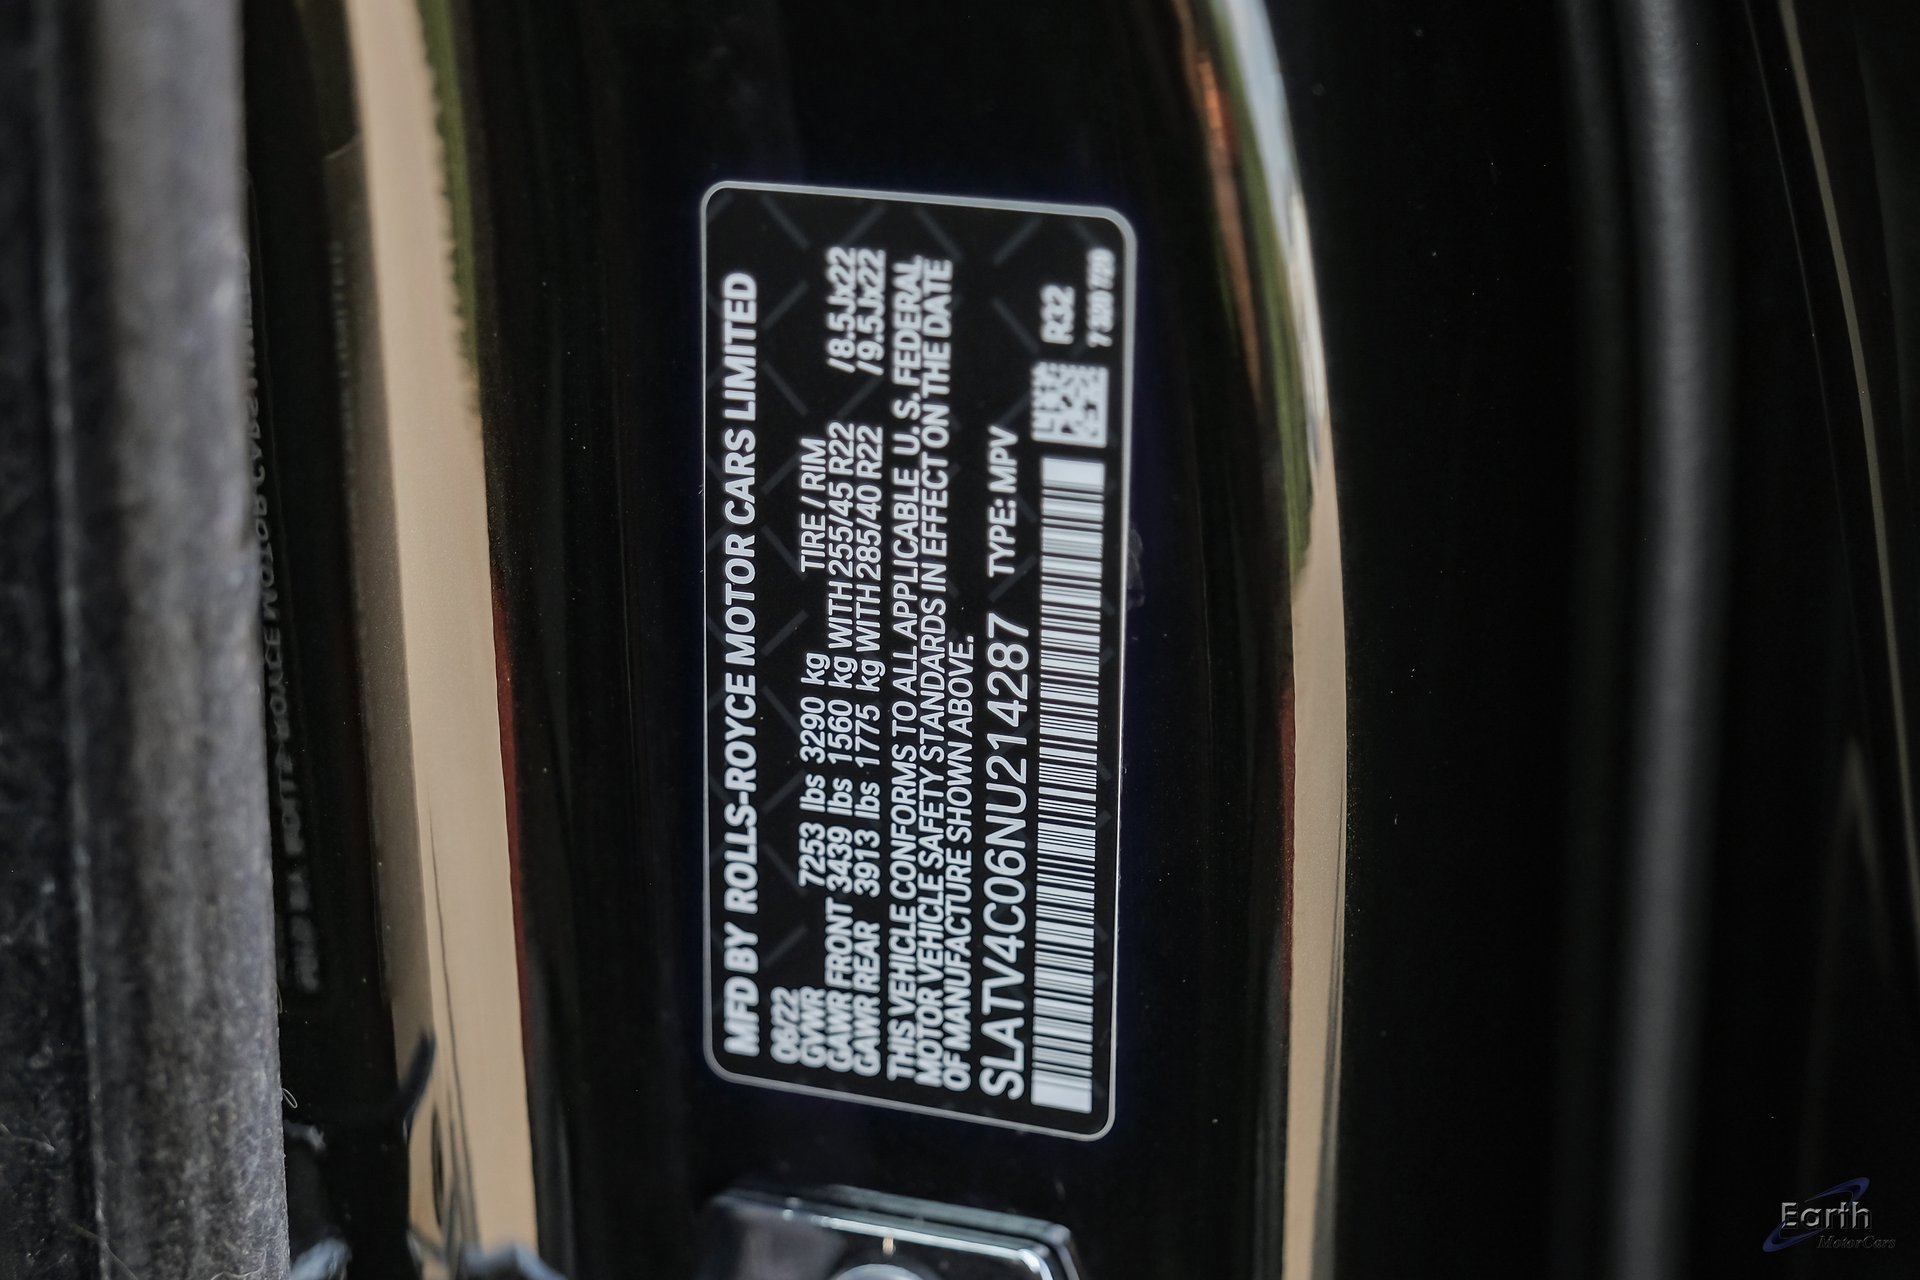 MFD BY ROLLS-ROYCE MOTOR CARS LIMITED
06/22
GVWR 7253 lbs 3290 kg TIRE / RIM
GAWR FRONT 3439 lbs 1560 kg WITH 255/45 R22 /8.5Jx22
GAWR REAR 3913 lbs 1775 kg WITH 285/40 R22 /9.5Jx22
THIS VEHICLE CONFORMS TO ALL APPLICABLE U.S. FEDERAL
MOTOR VEHICLE SAFETY STANDARDS IN EFFECT ON THE DATE
OF MANUFACTURE SHOWN ABOVE.
SLATV4C06NU214287 TYPE: MPV
R32
Earth
MotorCars